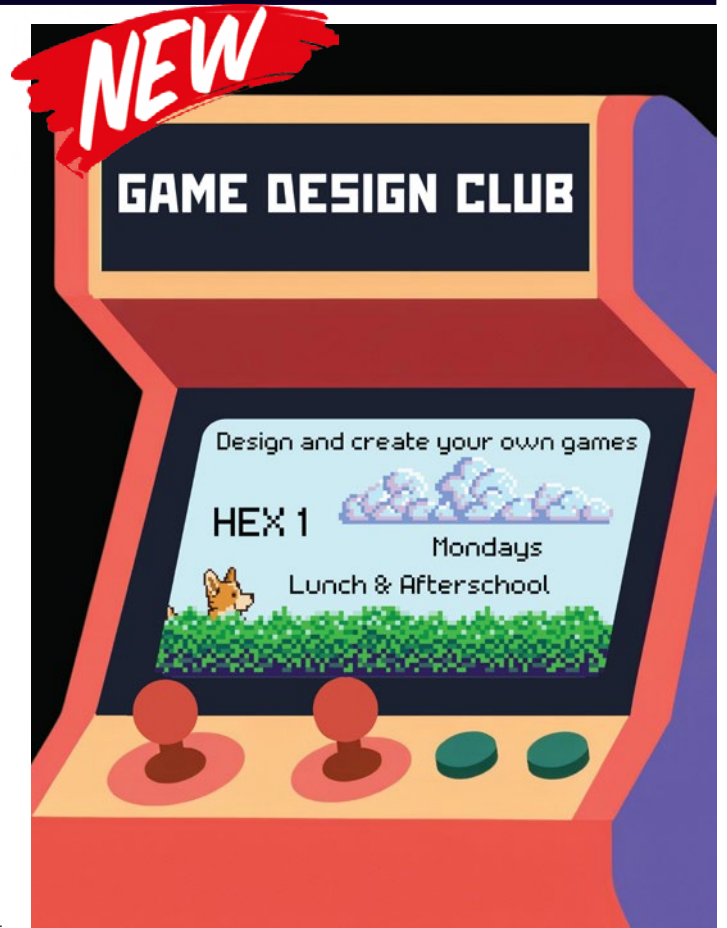 NEW
GAME DESIGN CLUB
Design and create your own games
HEX 1
Mondays
Lunch & Afterschool